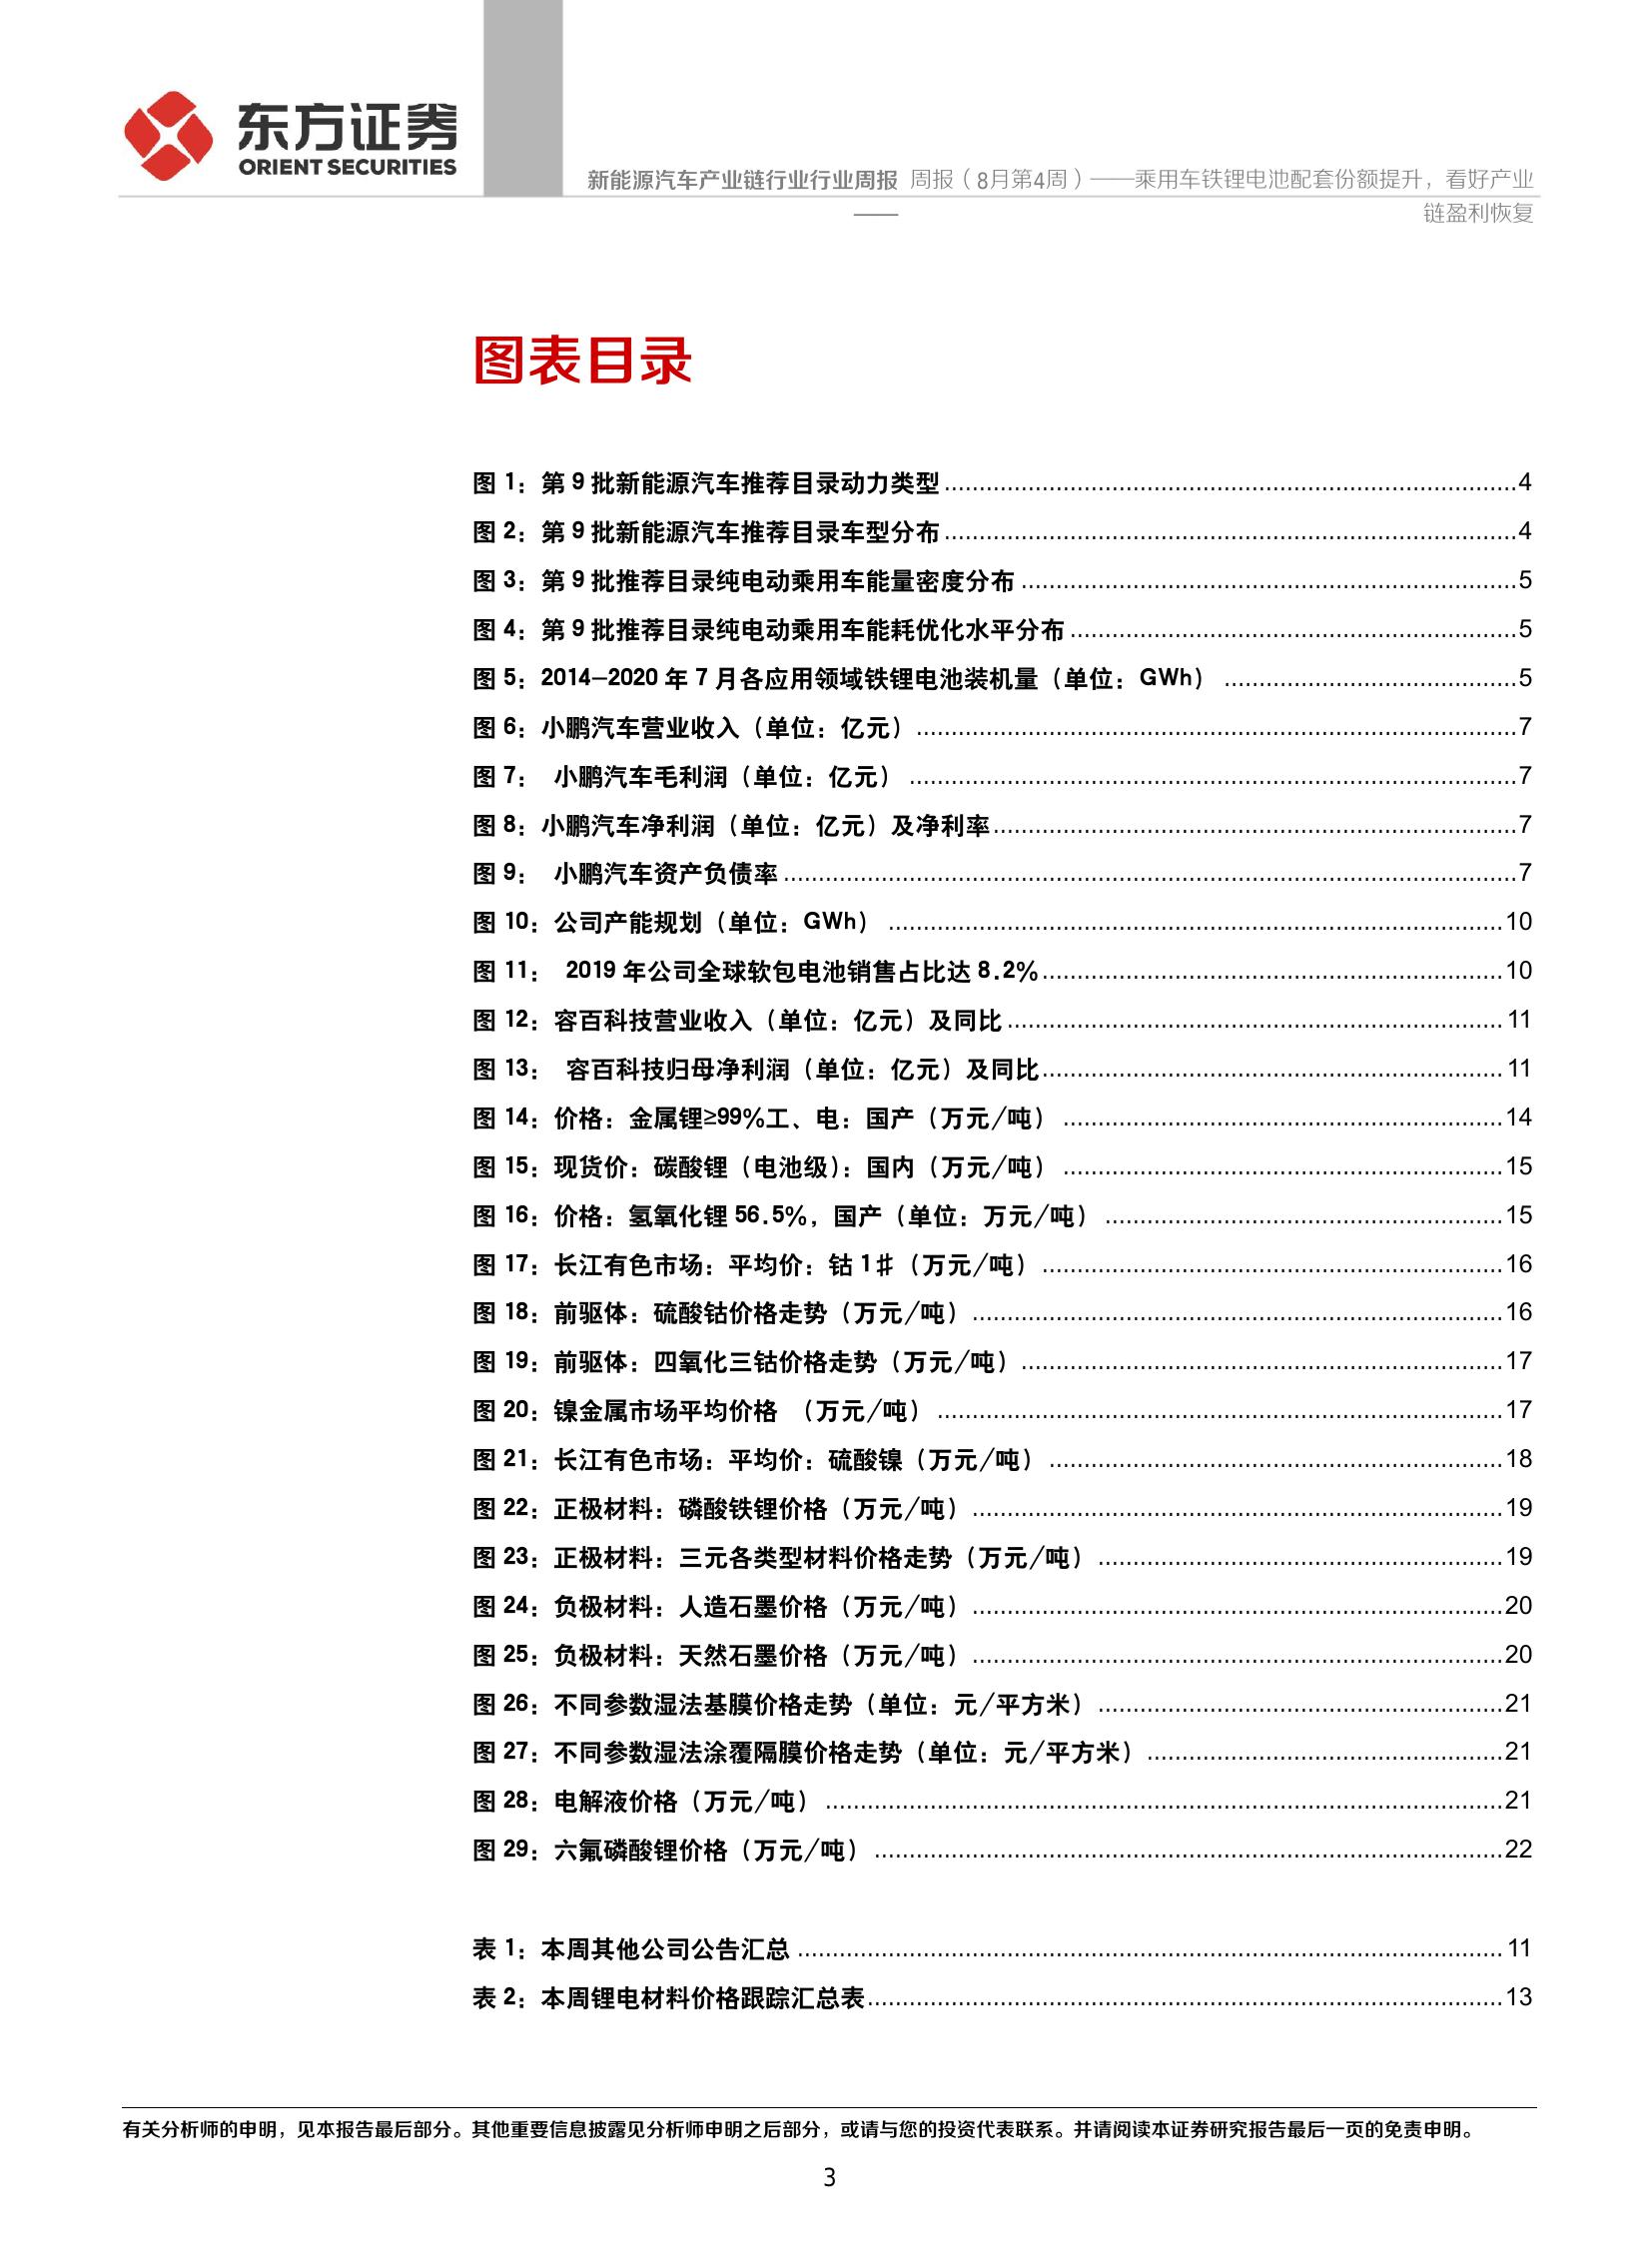 东方证券
ORIENT SECURITIES
新能源汽车产业链行业行业周报 周报（8月第4周）——乘用车铁锂电池配套份额提升，看好产业
——
链盈利恢复
图表目录
图 1：第 9 批新能源汽车推荐目录动力类型....................4
图 2：第 9 批新能源汽车推荐目录车型分布....................4
图 3：第 9 批推荐目录纯电动乘用车能量密度分布....................5
图 4：第 9 批推荐目录纯电动乘用车能耗优化水平分布....................5
图 5：2014-2020 年 7 月各应用领域铁锂电池装机量（单位：GWh）....................5
图 6：小鹏汽车营业收入（单位：亿元）....................7
图 7： 小鹏汽车毛利润（单位：亿元）....................7
图 8：小鹏汽车净利润（单位：亿元）及净利率....................7
图 9： 小鹏汽车资产负债率....................7
图 10：公司产能规划（单位：GWh）....................10
图 11： 2019 年公司全球软包电池销售占比达 8.2%....................10
图 12：容百科技营业收入（单位：亿元）及同比....................11
图 13： 容百科技归母净利润（单位：亿元）及同比....................11
图 14：价格：金属锂≥99%工、电：国产（万元/吨）....................14
图 15：现货价：碳酸锂（电池级）：国内（万元/吨）....................15
图 16：价格：氢氧化锂 56.5%，国产（单位：万元/吨）....................15
图 17：长江有色市场：平均价：钴 1#（万元/吨）....................16
图 18：前驱体：硫酸钴价格走势（万元/吨）....................16
图 19：前驱体：四氧化三钴价格走势（万元/吨）....................17
图 20：镍金属市场平均价格 （万元/吨）....................17
图 21：长江有色市场：平均价：硫酸镍（万元/吨）....................18
图 22：正极材料：磷酸铁锂价格（万元/吨）....................19
图 23：正极材料：三元各类型材料价格走势（万元/吨）....................19
图 24：负极材料：人造石墨价格（万元/吨）....................20
图 25：负极材料：天然石墨价格（万元/吨）....................20
图 26：不同参数湿法基膜价格走势（单位：元/平方米）....................21
图 27：不同参数湿法涂覆隔膜价格走势（单位：元/平方米）....................21
图 28：电解液价格（万元/吨）....................21
图 29：六氟磷酸锂价格（万元/吨）....................22
表 1：本周其他公司公告汇总....................11
表 2：本周锂电材料价格跟踪汇总表....................13
有关分析师的申明，见本报告最后部分。其他重要信息披露见分析师申明之后部分，或请与您的投资代表联系。并请阅读本证券研究报告最后一页的免责申明。
3